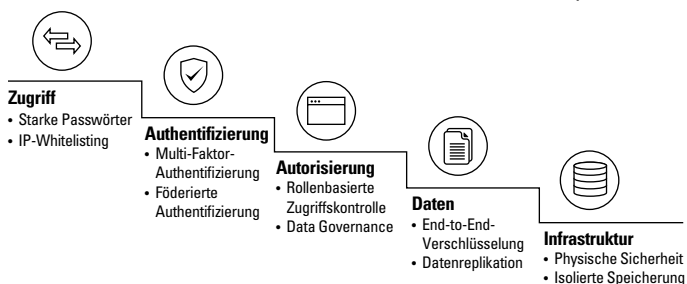 Zugriff
• Starke Passwörter
• IP-Whitelisting
Authentifizierung
• Multi-Faktor-
Authentifizierung
• Föderierte
Authentifizierung
Autorisierung
• Rollenbasierte
Zugriffskontrolle
• Data Governance
Daten
• End-to-End-
Verschlüsselung
• Datenreplikation
Infrastruktur
• Physische Sicherheit
• Isolierte Speicherung